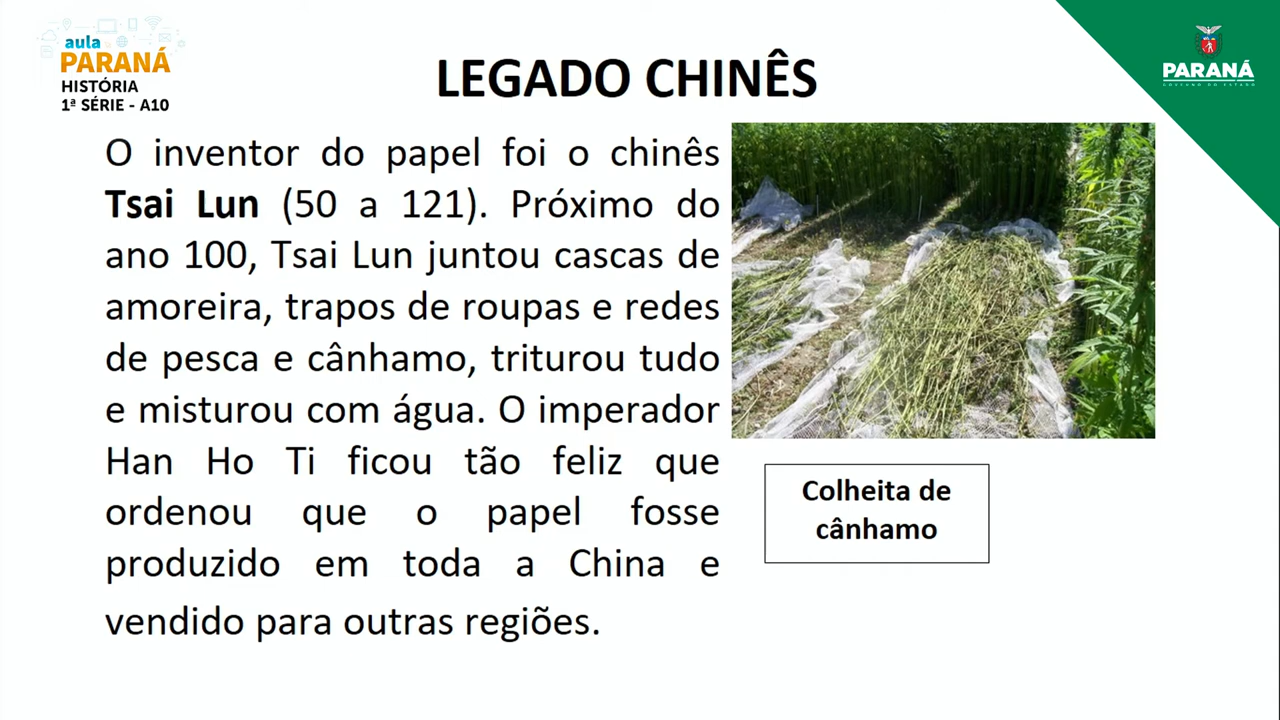 aula
PARANÁ
HISTÓRIA
1ª SÉRIE - A10
LEGADO CHINÊS
PARANÁ
GOVERNO DO ESTADO
O inventor do papel foi o chinês
Tsai Lun (50 a 121). Próximo do
ano 100, Tsai Lun juntou cascas de
amoreira, trapos de roupas e redes
de pesca e cânhamo, triturou tudo
e misturou com água. O imperador
Han Ho Ti ficou tão feliz que
ordenou que o papel fosse
produzido em toda a China e
vendido para outras regiões.
Colheita de
cânhamo